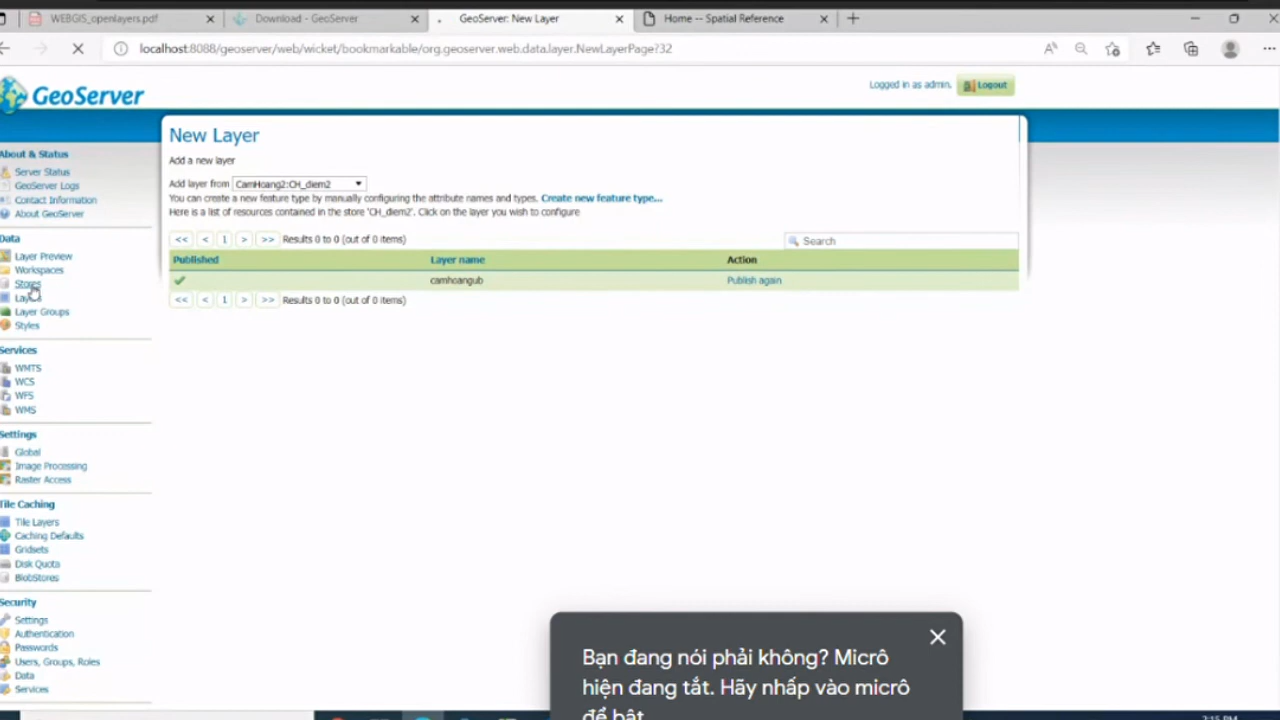 WEBGIS_openlayers.pdf
Download - GeoServer
GeoServer: New Layer
Home -- Spatial Reference
localhost:8088/geoserver/web/wicket/bookmarkable/org.geoserver.web.data.layer.NewLayerPage?32
GeoServer
Logged in as admin.
Logout
About & Status
Server Status
GeoServer Logs
Contact Information
About GeoServer
Data
Layer Preview
Workspaces
Stores
Layers
Layer Groups
Styles
Services
WMTS
WCS
WFS
WMS
Settings
Global
Image Processing
Raster Access
Tile Caching
Tile Layers
Caching Defaults
Gridsets
Disk Quota
BlobStores
Security
Settings
Authentication
Passwords
Users, Groups, Roles
Data
Services
New Layer
Add a new layer
Add layer from CamHoang2:CH_diem2
You can create a new feature type by manually configuring the attribute names and types. Create new feature type...
Here is a list of resources contained in the store 'CH_diem2'. Click on the layer you wish to configure
<< < 1 > >> Results 0 to 0 (out of 0 items)
Search
Published Layer name Action
camhoangub Publish again
<< < 1 > >> Results 0 to 0 (out of 0 items)
Bạn đang nói phải không? Micrô
hiện đang tắt. Hãy nhấp vào micrô
để bật
2:15 PM